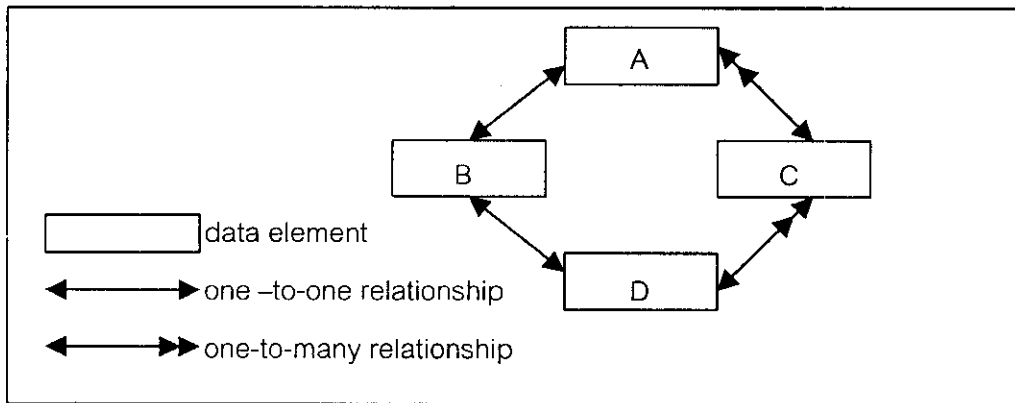 A
B
C
data element
D
one –to-one relationship
one-to-many relationship